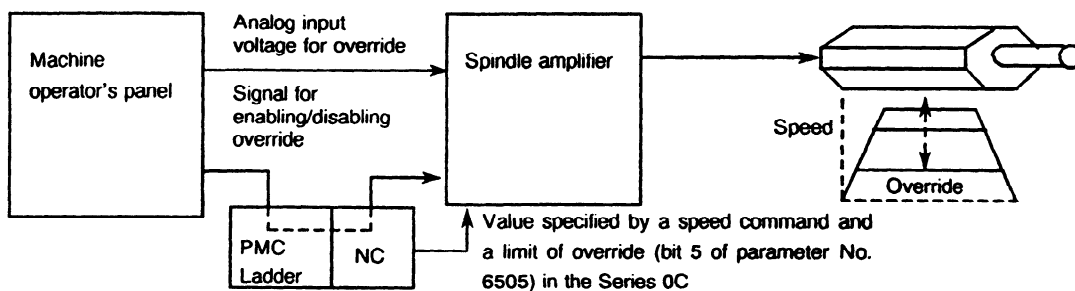 Machine
operator's panel
Analog input
voltage for override
Signal for
enabling/disabling
override
Spindle amplifier
Speed
Override
PMC
Ladder
NC
Value specified by a speed command and
a limit of override (bit 5 of parameter No.
6505) in the Series 0C